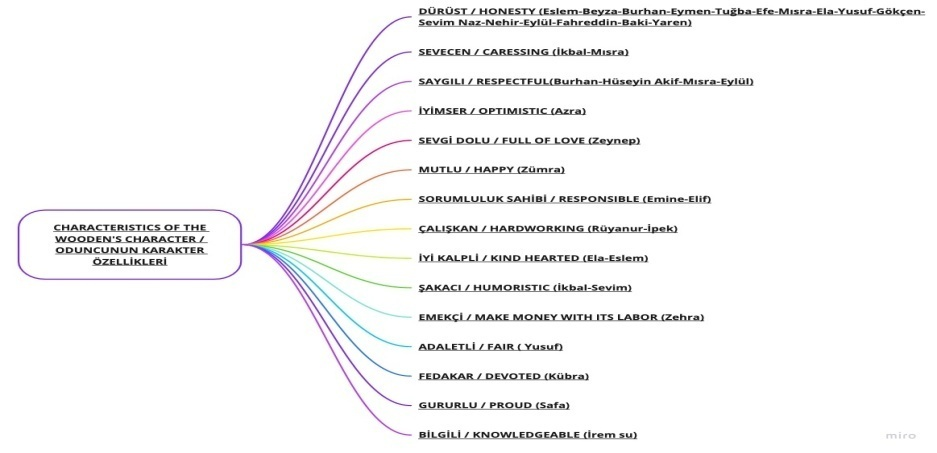 DÜRÜST / HONESTY (Eslem-Beyza-Burhan-Eymen-Tuğba-Efe-Mısra-Ela-Yusuf-Gökçen-
Sevim Naz-Nehir-Eylül-Fahreddin-Baki-Yaren)
SEVECEN / CARESSING (İkbal-Mısra)
SAYGILI / RESPECTFUL(Burhan-Hüseyin Akif-Mısra-Eylül)
İYİMSER / OPTIMISTIC (Azra)
SEVGİ DOLU / FULL OF LOVE (Zeynep)
MUTLU / HAPPY (Zümra)
SORUMLULUK SAHİBİ / RESPONSIBLE (Emine-Elif)
CHARACTERISTICS OF THE
WOODEN'S CHARACTER /
ODUNCUNUN KARAKTER
ÖZELLİKLERİ
ÇALIŞKAN / HARDWORKING (Rüyanur-İpek)
İYİ KALPLİ / KIND HEARTED (Ela-Eslem)
ŞAKACI / HUMORISTIC (İkbal-Sevim)
EMEKÇİ / MAKE MONEY WITH ITS LABOR (Zehra)
ADALETLİ / FAIR ( Yusuf)
FEDAKAR / DEVOTED (Kübra)
GURURLU / PROUD (Safa)
BİLGİLİ / KNOWLEDGEABLE (İrem su)
miro